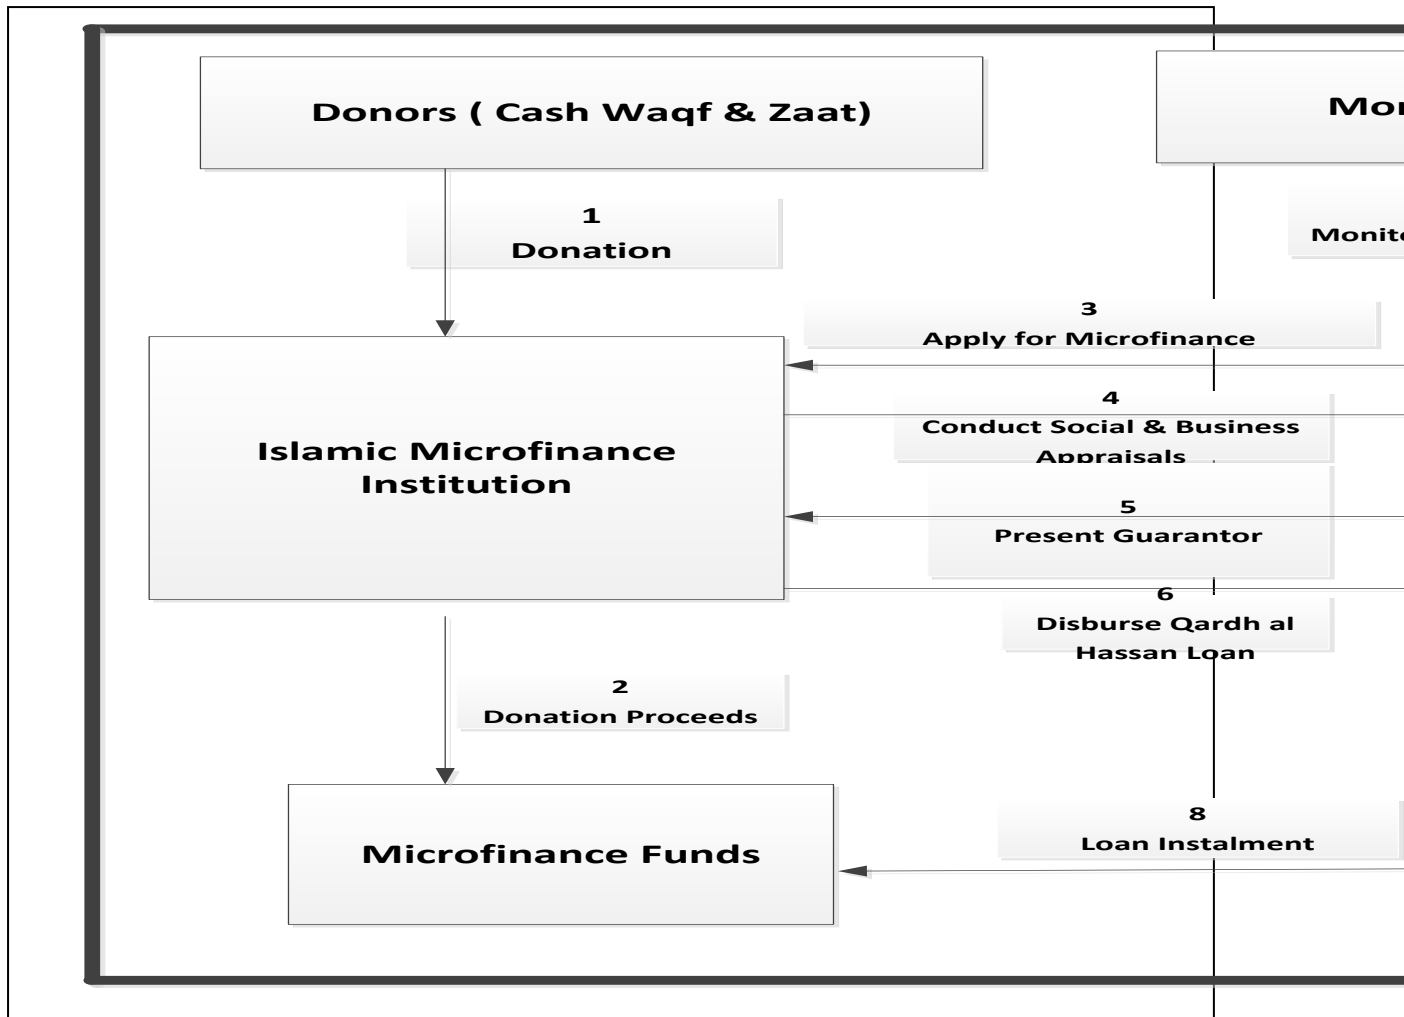 Donors ( Cash Waqf & Zaat)
1
Donation
3
Apply for Microfinance
4
Conduct Social & Business
Appraisals
Islamic Microfinance
Institution
5
Present Guarantor
6
Disburse Qardh al
Hassan Loan
2
Donation Proceeds
8
Loan Instalment
Microfinance Funds